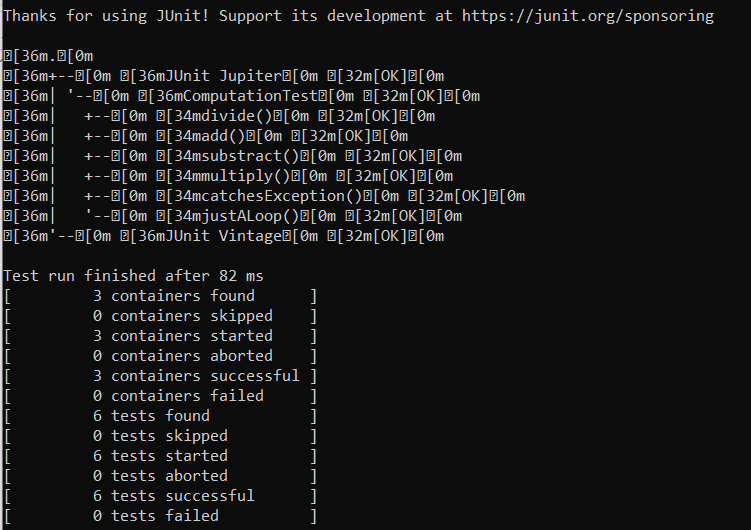 Thanks for using JUnit! Support its development at https://junit.org/sponsoring
␛[36m.␛[0m
␛[36m+--␛[0m ␛[36mJUnit Jupiter␛[0m ␛[32m[OK]␛[0m
␛[36m| '--␛[0m ␛[36mComputationTest␛[0m ␛[32m[OK]␛[0m
␛[36m|   +--␛[0m ␛[34mdivide()␛[0m ␛[32m[OK]␛[0m
␛[36m|   +--␛[0m ␛[34madd()␛[0m ␛[32m[OK]␛[0m
␛[36m|   +--␛[0m ␛[34msubstract()␛[0m ␛[32m[OK]␛[0m
␛[36m|   +--␛[0m ␛[34mmultiply()␛[0m ␛[32m[OK]␛[0m
␛[36m|   +--␛[0m ␛[34mcatchesException()␛[0m ␛[32m[OK]␛[0m
␛[36m|   '--␛[0m ␛[34mjustALoop()␛[0m ␛[32m[OK]␛[0m
␛[36m'--␛[0m ␛[36mJUnit Vintage␛[0m ␛[32m[OK]␛[0m
Test run finished after 82 ms
[         3 containers found      ]
[         0 containers skipped    ]
[         3 containers started    ]
[         0 containers aborted    ]
[         3 containers successful ]
[         0 containers failed     ]
[         6 tests found           ]
[         0 tests skipped         ]
[         6 tests started         ]
[         0 tests aborted         ]
[         6 tests successful      ]
[         0 tests failed          ]